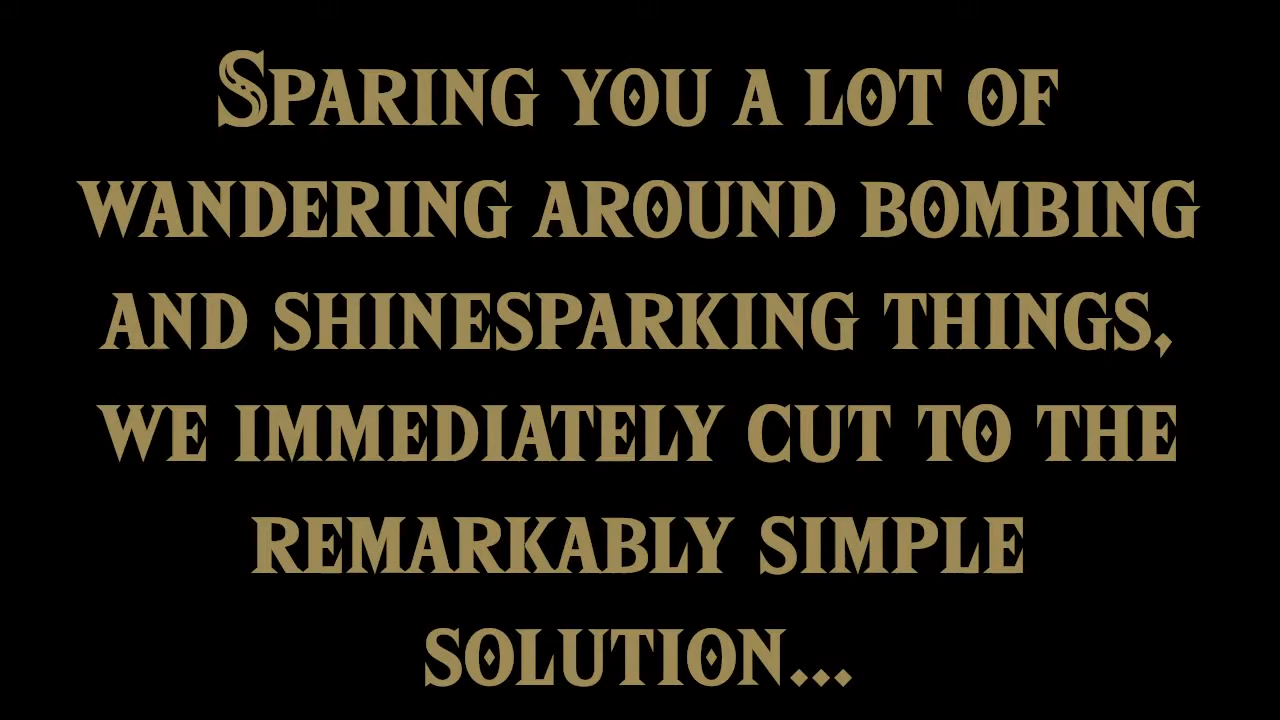 Sparing you a lot of
wandering around bombing
and shinesparking things,
we immediately cut to the
remarkably simple
solution...